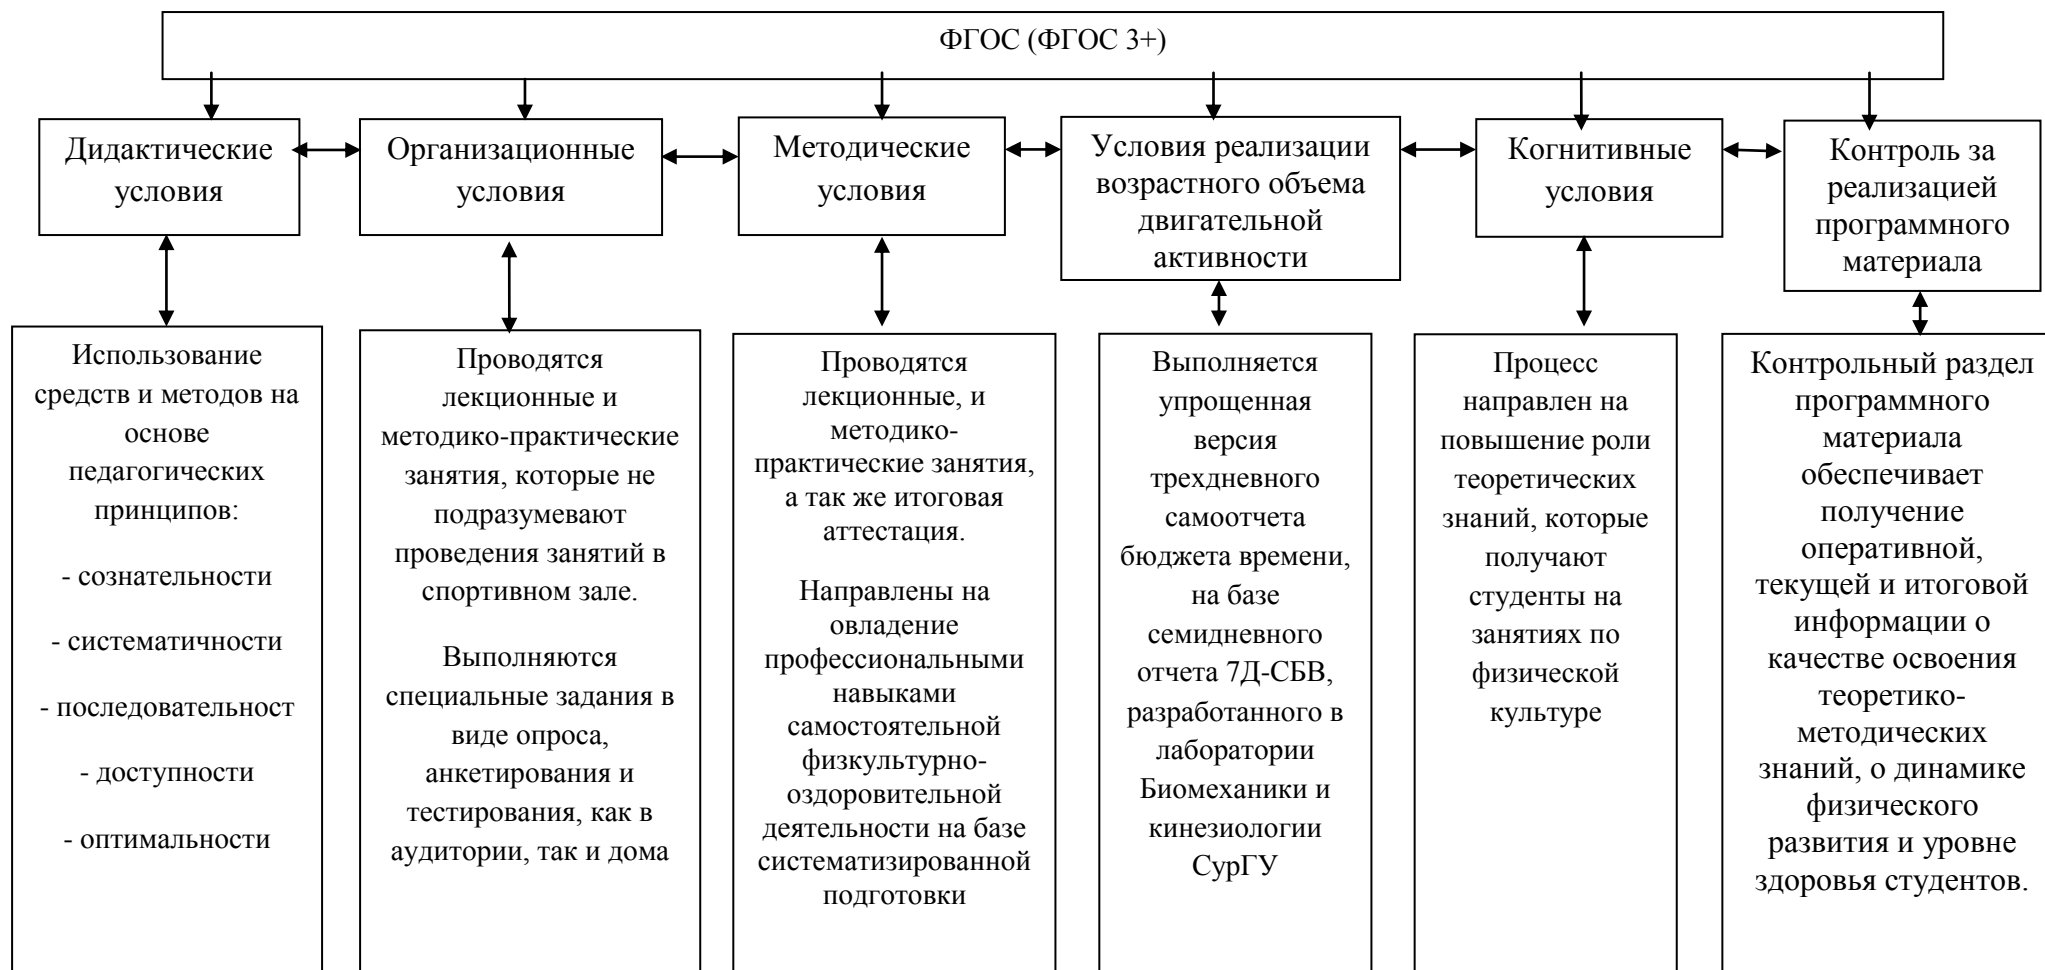 ФГОС (ФГОС 3+)
Дидактические
условия
Организационные
условия
Методические
условия
Условия реализации
возрастного объема
двигательной
активности
Когнитивные
условия
Контроль за
реализацией
программного
материала
Использование
средств и методов на
основе
педагогических
принципов:
- сознательности
- систематичности
- последовательност
- доступности
- оптимальности
Проводятся
лекционные и
методико-практические
занятия, которые не
подразумевают
проведения занятий в
спортивном зале.
Выполняются
специальные задания в
виде опроса,
анкетирования и
тестирования, как в
аудитории, так и дома
Проводятся
лекционные, и
методико-
практические занятия,
а так же итоговая
аттестация.
Направлены на
овладение
профессиональными
навыками
самостоятельной
физкультурно-
оздоровительной
деятельности на базе
систематизированной
подготовки
Выполняется
упрощенная
версия
трехдневного
самоотчета
бюджета времени,
на базе
семидневного
отчета 7Д-СБВ,
разработанного в
лаборатории
Биомеханики и
кинезиологии
СурГУ
Процесс
направлен на
повышение роли
теоретических
знаний, которые
получают
студенты на
занятиях по
физической
культуре
Контрольный раздел
программного
материала
обеспечивает
получение
оперативной,
текущей и итоговой
информации о
качестве освоения
теоретико-
методических
знаний, о динамике
физического
развития и уровне
здоровья студентов.